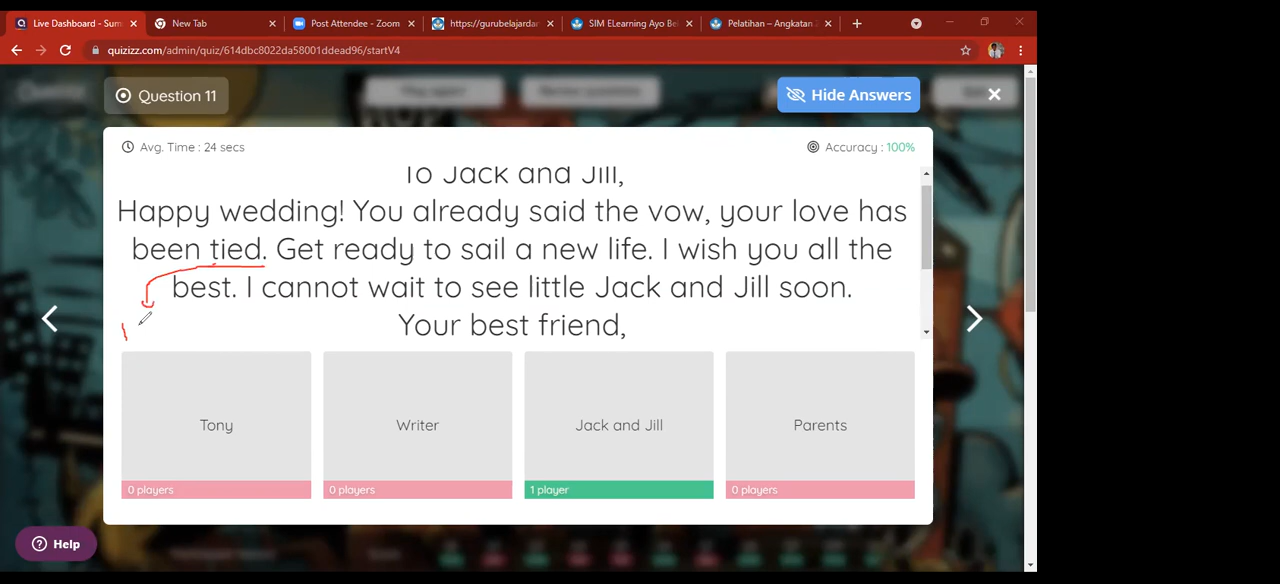 Live Dashboard - Sum
New Tab
Post Attendee - Zoom
https://gurubelajardan
SIM ELearning Ayo Be
Pelatihan – Angkatan
quizizz.com/admin/quiz/614dbc8022da58001ddead96/startV4
Question 11
Hide Answers
Avg. Time : 24 secs
Accuracy : 100%
To Jack and Jill,
Happy wedding! You already said the vow, your love has
been tied. Get ready to sail a new life. I wish you all the
best. I cannot wait to see little Jack and Jill soon.
Your best friend,
Tony
Writer
Jack and Jill
Parents
0 players
0 players
1 player
0 players
Help